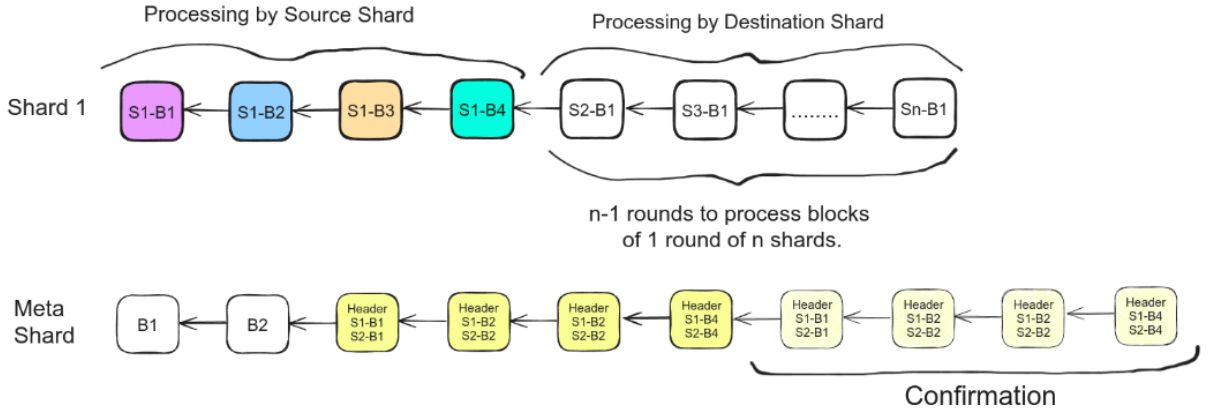 Processing by Source Shard
Processing by Destination Shard
Shard 1
S1-B1
S1-B2
S1-B3
S1-B4
S2-B1
S3-B1
........
Sn-B1
n-1 rounds to process blocks
of 1 round of n shards.
Meta
Shard
B1
B2
Header
S1-B1
S2-B1
Header
S1-B2
S2-B2
Header
S1-B2
S2-B2
Header
S1-B4
S2-B4
Header
S1-B1
S2-B1
Header
S1-B2
S2-B2
Header
S1-B2
S2-B2
Header
S1-B4
S2-B4
Confirmation